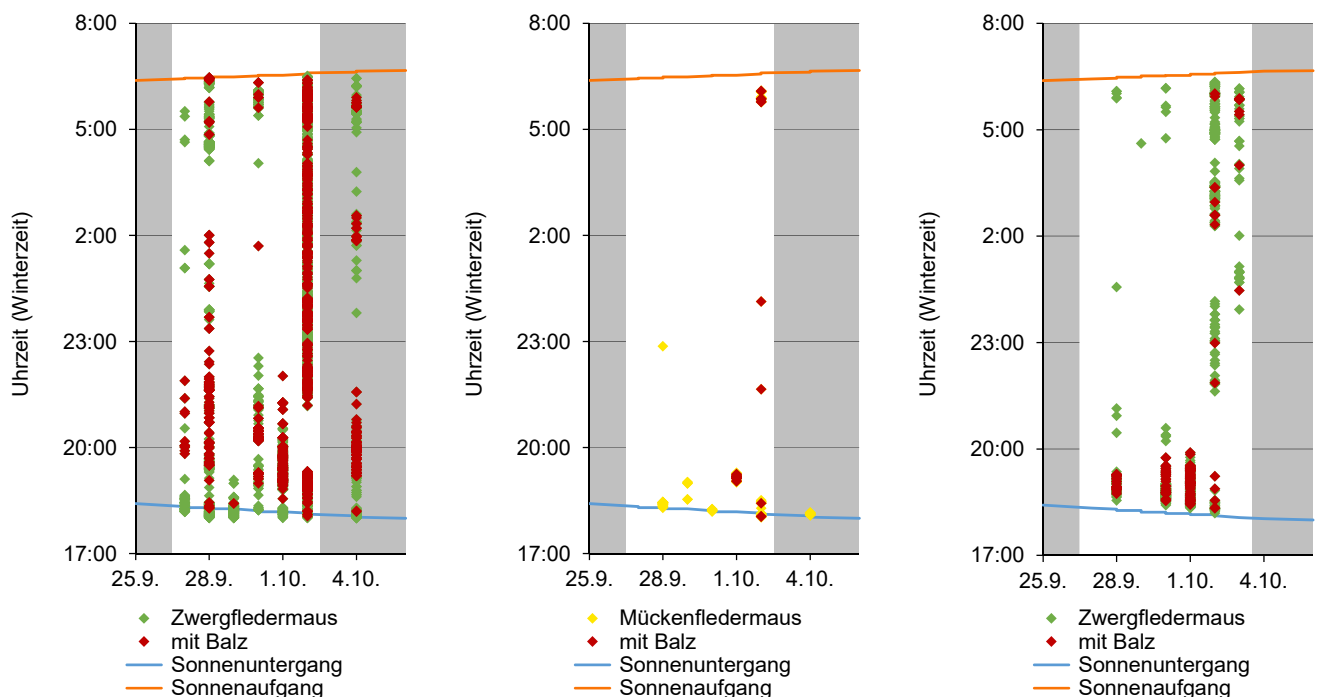 Uhrzeit (Winterzeit)
8:00
5:00
2:00
23:00
20:00
17:00
25.9. 28.9. 1.10. 4.10.
Zwergfledermaus
mit Balz
Sonnenuntergang
Sonnenaufgang
Uhrzeit (Winterzeit)
8:00
5:00
2:00
23:00
20:00
17:00
25.9. 28.9. 1.10. 4.10.
Mückenfledermaus
mit Balz
Sonnenuntergang
Sonnenaufgang
Uhrzeit (Winterzeit)
8:00
5:00
2:00
23:00
20:00
17:00
25.9. 28.9. 1.10. 4.10.
Zwergfledermaus
mit Balz
Sonnenuntergang
Sonnenaufgang